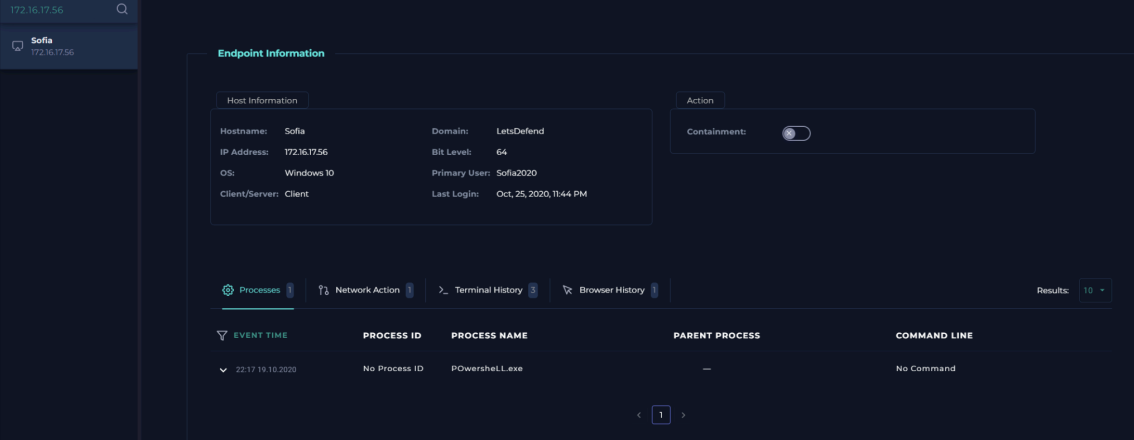 172.16.17.56
Sofia
172.16.17.56
Endpoint Information
Host Information
Hostname: Sofia Domain: LetsDefend
IP Address: 172.16.17.56 Bit Level: 64
OS: Windows 10 Primary User: Sofia2020
Client/Server: Client Last Login: Oct, 25, 2020, 11:44 PM
Action
Containment:
Processes 1 Network Action 1 Terminal History 3 Browser History 1 Results: 10
EVENT TIME PROCESS ID PROCESS NAME PARENT PROCESS COMMAND LINE
22:17 19.10.2020 No Process ID POwersheLL.exe — No Command
< 1 >